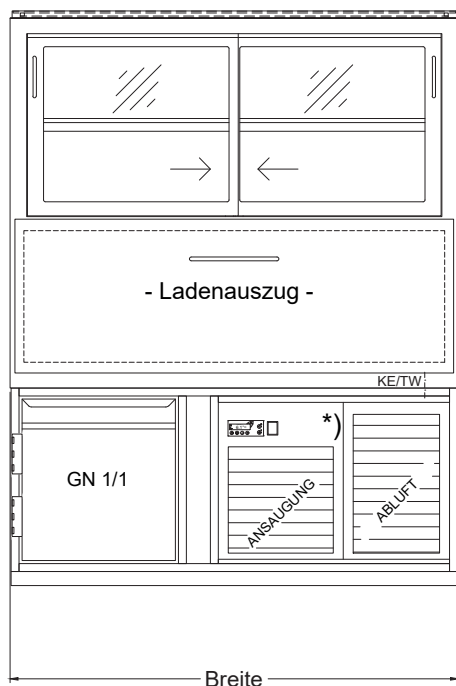 - Ladenauszug -
KE/TW
*)
GN 1/1
ANSAUGUNG
ABLUFT
Breite